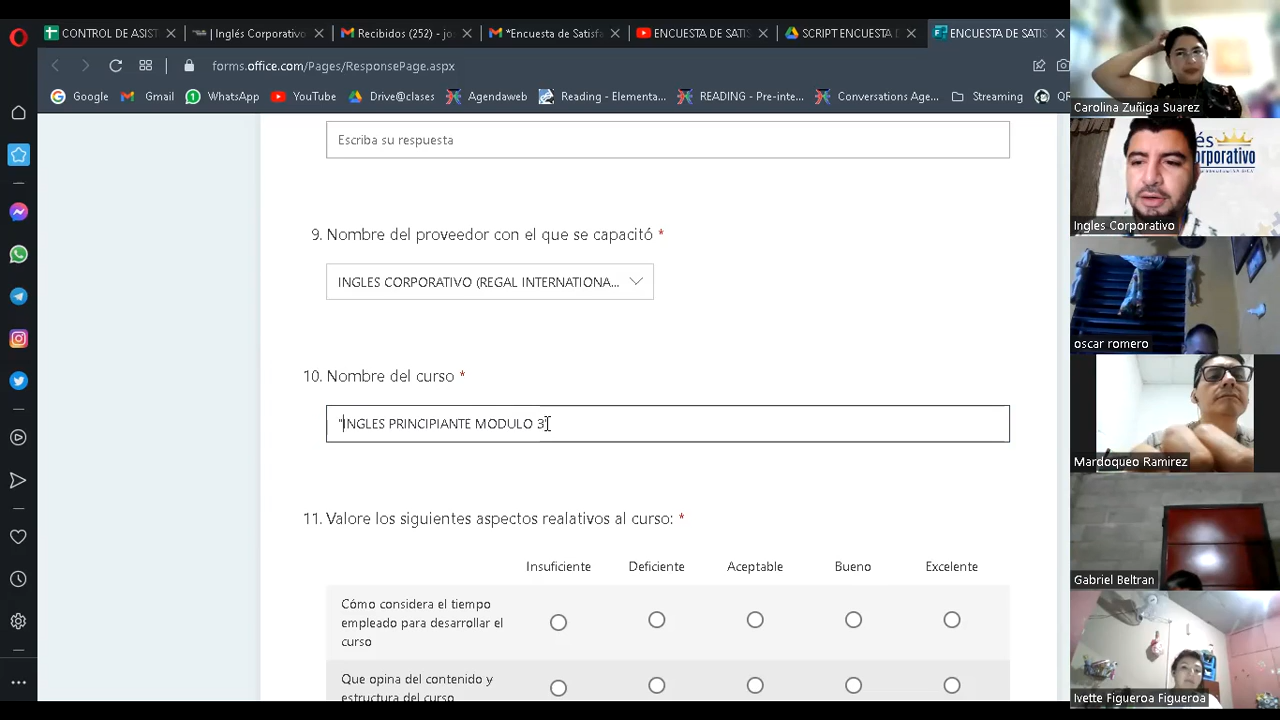 CONTROL DE ASIST
Inglés Corporativo
Recibidos (252) - jo
*Encuesta de Satisfa
ENCUESTA DE SATIS
SCRIPT ENCUESTA D
ENCUESTA DE SATIS
forms.office.com/Pages/ResponsePage.aspx
Google
Gmail
WhatsApp
YouTube
Drive@clases
Agendaweb
Reading - Elementa...
READING - Pre-inte...
Conversations Age...
Streaming
QR
Escriba su respuesta
9. Nombre del proveedor con el que se capacitó *
INGLES CORPORATIVO (REGAL INTERNATIONA...
10. Nombre del curso *
"INGLES PRINCIPIANTE MODULO 3
11. Valore los siguientes aspectos realativos al curso: *
Insuficiente Deficiente Aceptable Bueno Excelente
Cómo considera el tiempo
empleado para desarrollar el
curso
Que opina del contenido y
estructura del curso
Carolina Zuñiga Suarez
és
orporativo
Ingles Corporativo
oscar romero
Mardoqueo Ramirez
Gabriel Beltran
Ivette Figueroa Figueroa